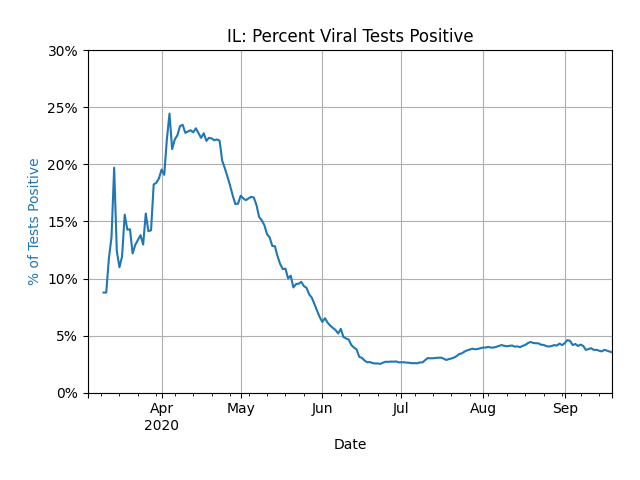 IL: Percent Viral Tests Positive
% of Tests Positive
30%
25%
20%
15%
10%
5%
0%
Apr May Jun Jul Aug Sep
2020
Date